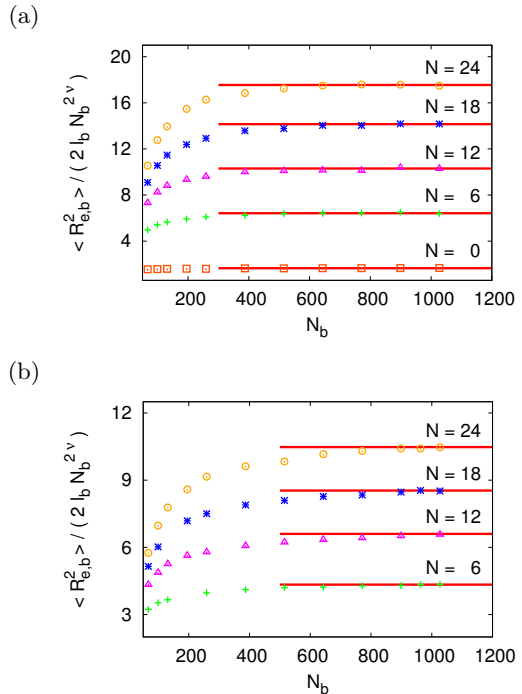 (a)
20
16
12
8
4
< R²e,b > / ( 2 lb Nb^2ν )
N = 24
N = 18
N = 12
N = 6
N = 0
200 400 600 800 1000 1200
Nb
(b)
12
9
6
3
< R²e,b > / ( 2 lb Nb^2ν )
N = 24
N = 18
N = 12
N = 6
200 400 600 800 1000 1200
Nb